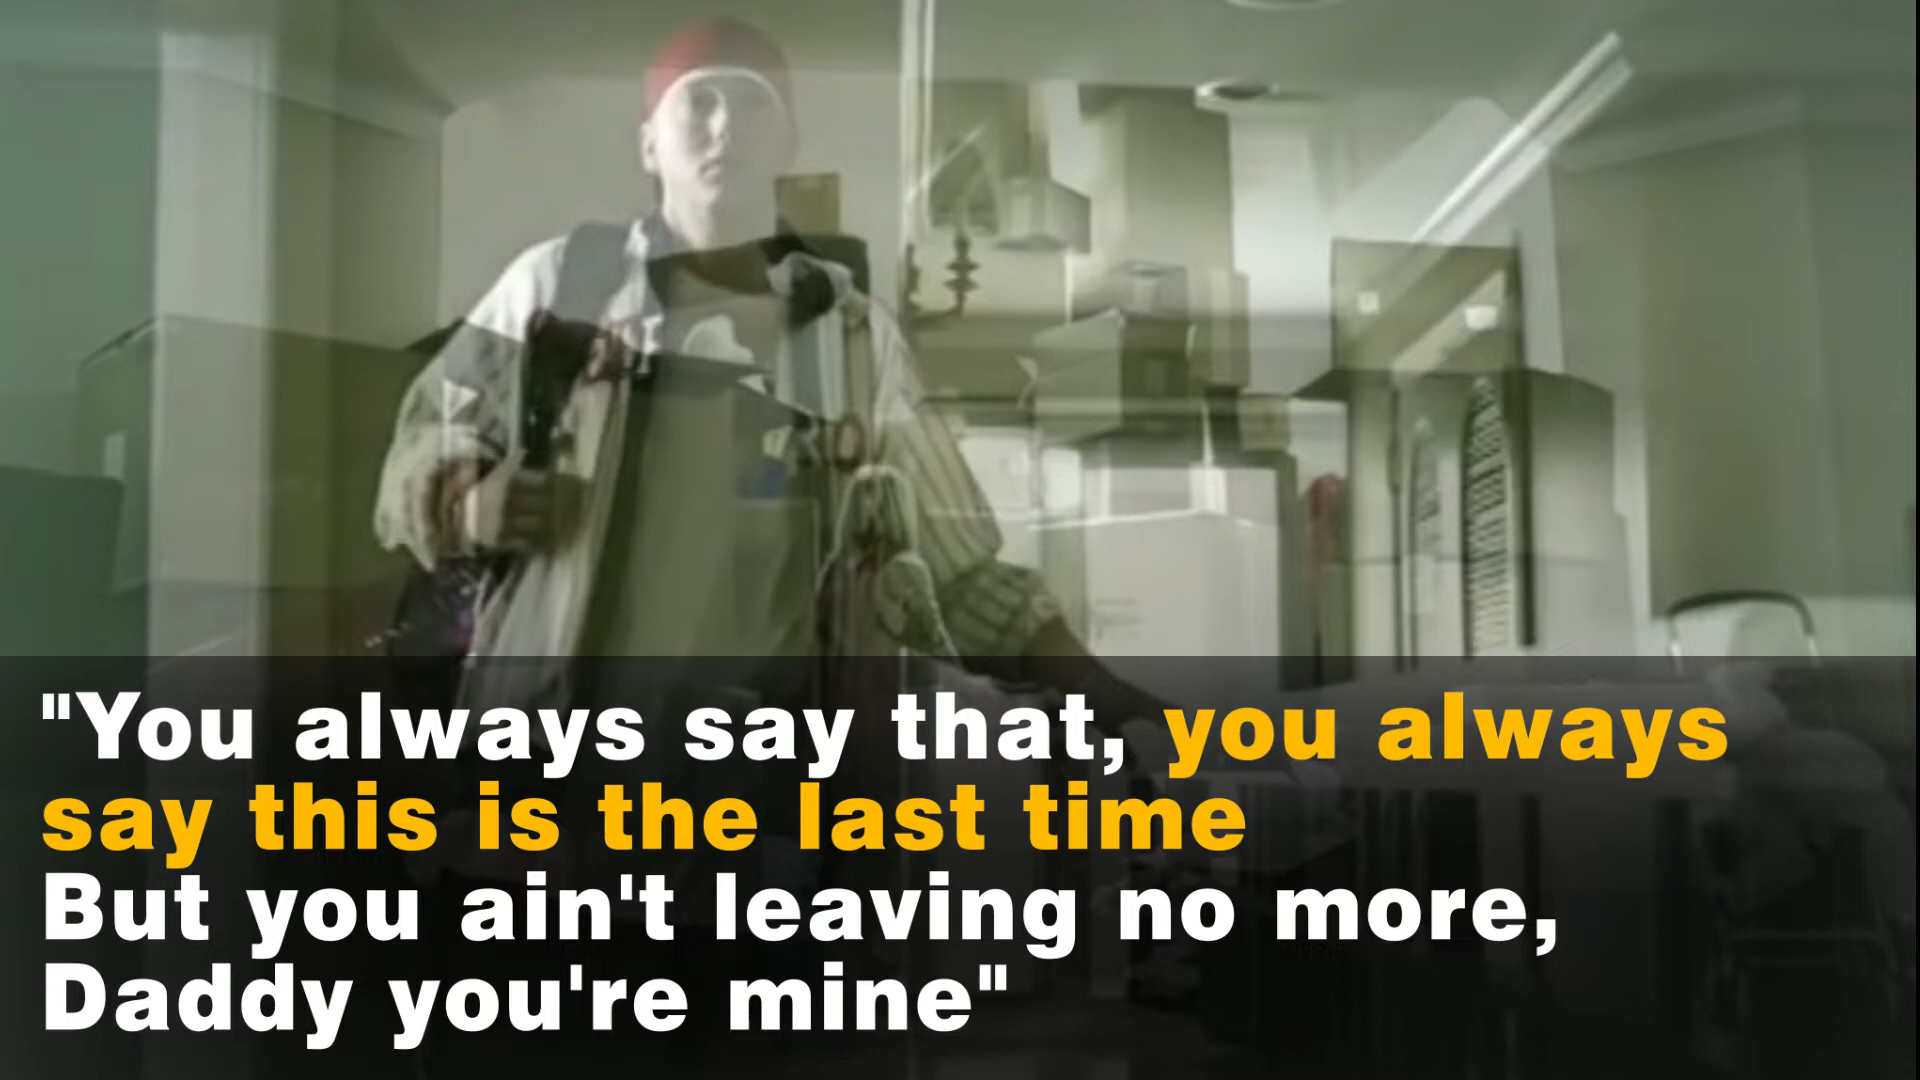 "You always say that, you always
say this is the last time
But you ain't leaving no more,
Daddy you're mine"